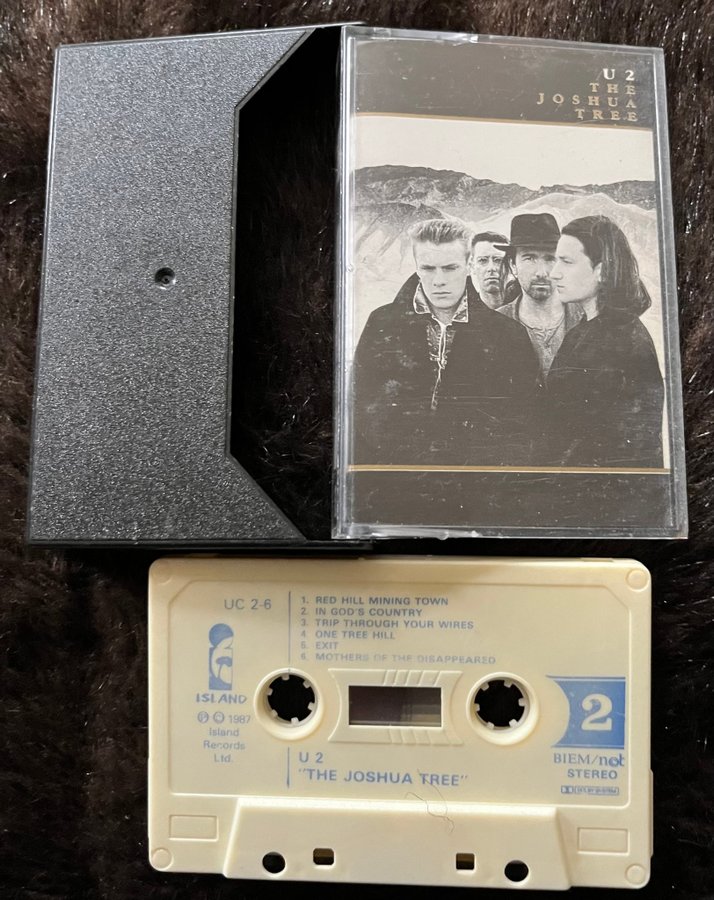 U 2
THE
JOSHUA
TREE
UC 2-6
1. RED HILL MINING TOWN
2. IN GOD'S COUNTRY
3. TRIP THROUGH YOUR WIRES
4. ONE TREE HILL
5. EXIT
6. MOTHERS OF THE DISAPPEARED
ISLAND
Ⓟ © 1987
Island
Records
Ltd.
2
BIEM/ncb
STEREO
U 2
"THE JOSHUA TREE"